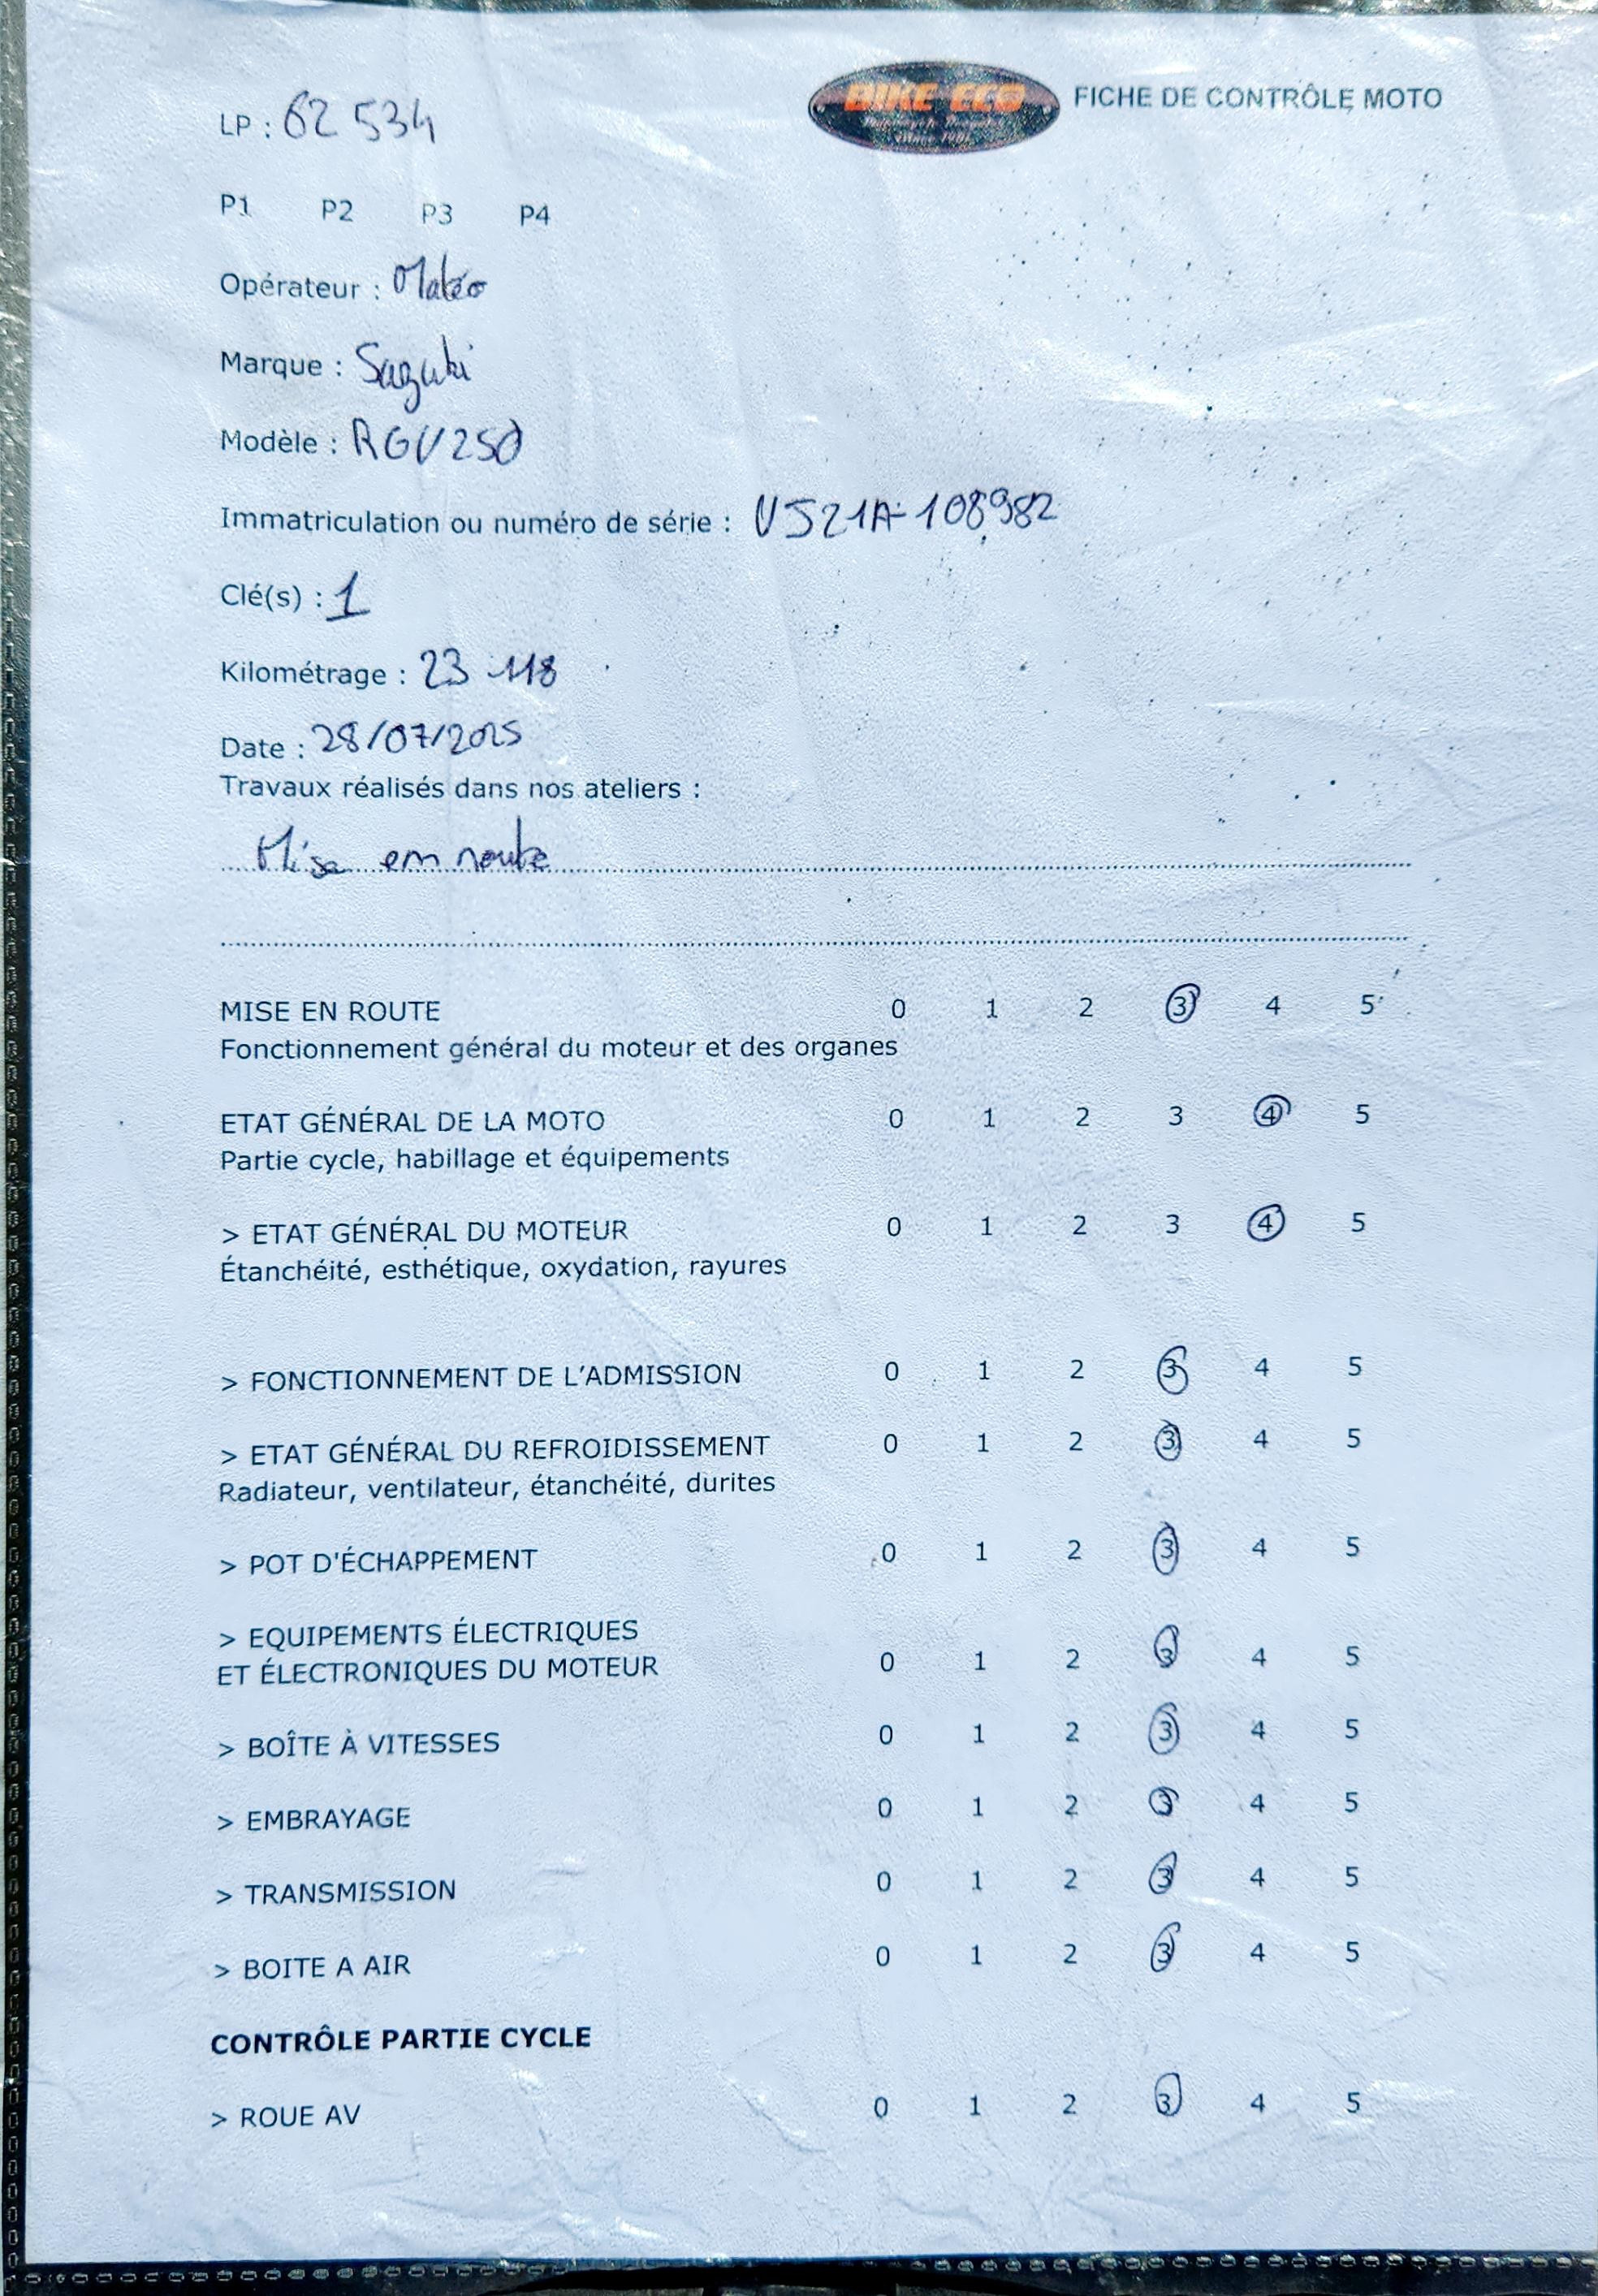 BIKE ECO
FICHE DE CONTRÔLE MOTO
LP : 62 534
P1 P2 P3 P4
Opérateur : Matéo
Marque : Suzuki
Modèle : RGV250
Immatriculation ou numéro de série : VJ21A-108982
Clé(s) : 1
Kilométrage : 23 118
Date : 28/07/2025
Travaux réalisés dans nos ateliers :
Mise en route
MISE EN ROUTE 0 1 2 3 4 5
Fonctionnement général du moteur et des organes
ETAT GÉNÉRAL DE LA MOTO 0 1 2 3 4 5
Partie cycle, habillage et équipements
> ETAT GÉNÉRAL DU MOTEUR 0 1 2 3 4 5
Étanchéité, esthétique, oxydation, rayures
> FONCTIONNEMENT DE L'ADMISSION 0 1 2 3 4 5
> ETAT GÉNÉRAL DU REFROIDISSEMENT 0 1 2 3 4 5
Radiateur, ventilateur, étanchéité, durites
> POT D'ÉCHAPPEMENT 0 1 2 3 4 5
> EQUIPEMENTS ÉLECTRIQUES
ET ÉLECTRONIQUES DU MOTEUR 0 1 2 3 4 5
> BOÎTE À VITESSES 0 1 2 3 4 5
> EMBRAYAGE 0 1 2 3 4 5
> TRANSMISSION 0 1 2 3 4 5
> BOITE A AIR 0 1 2 3 4 5
CONTRÔLE PARTIE CYCLE
> ROUE AV 0 1 2 3 4 5